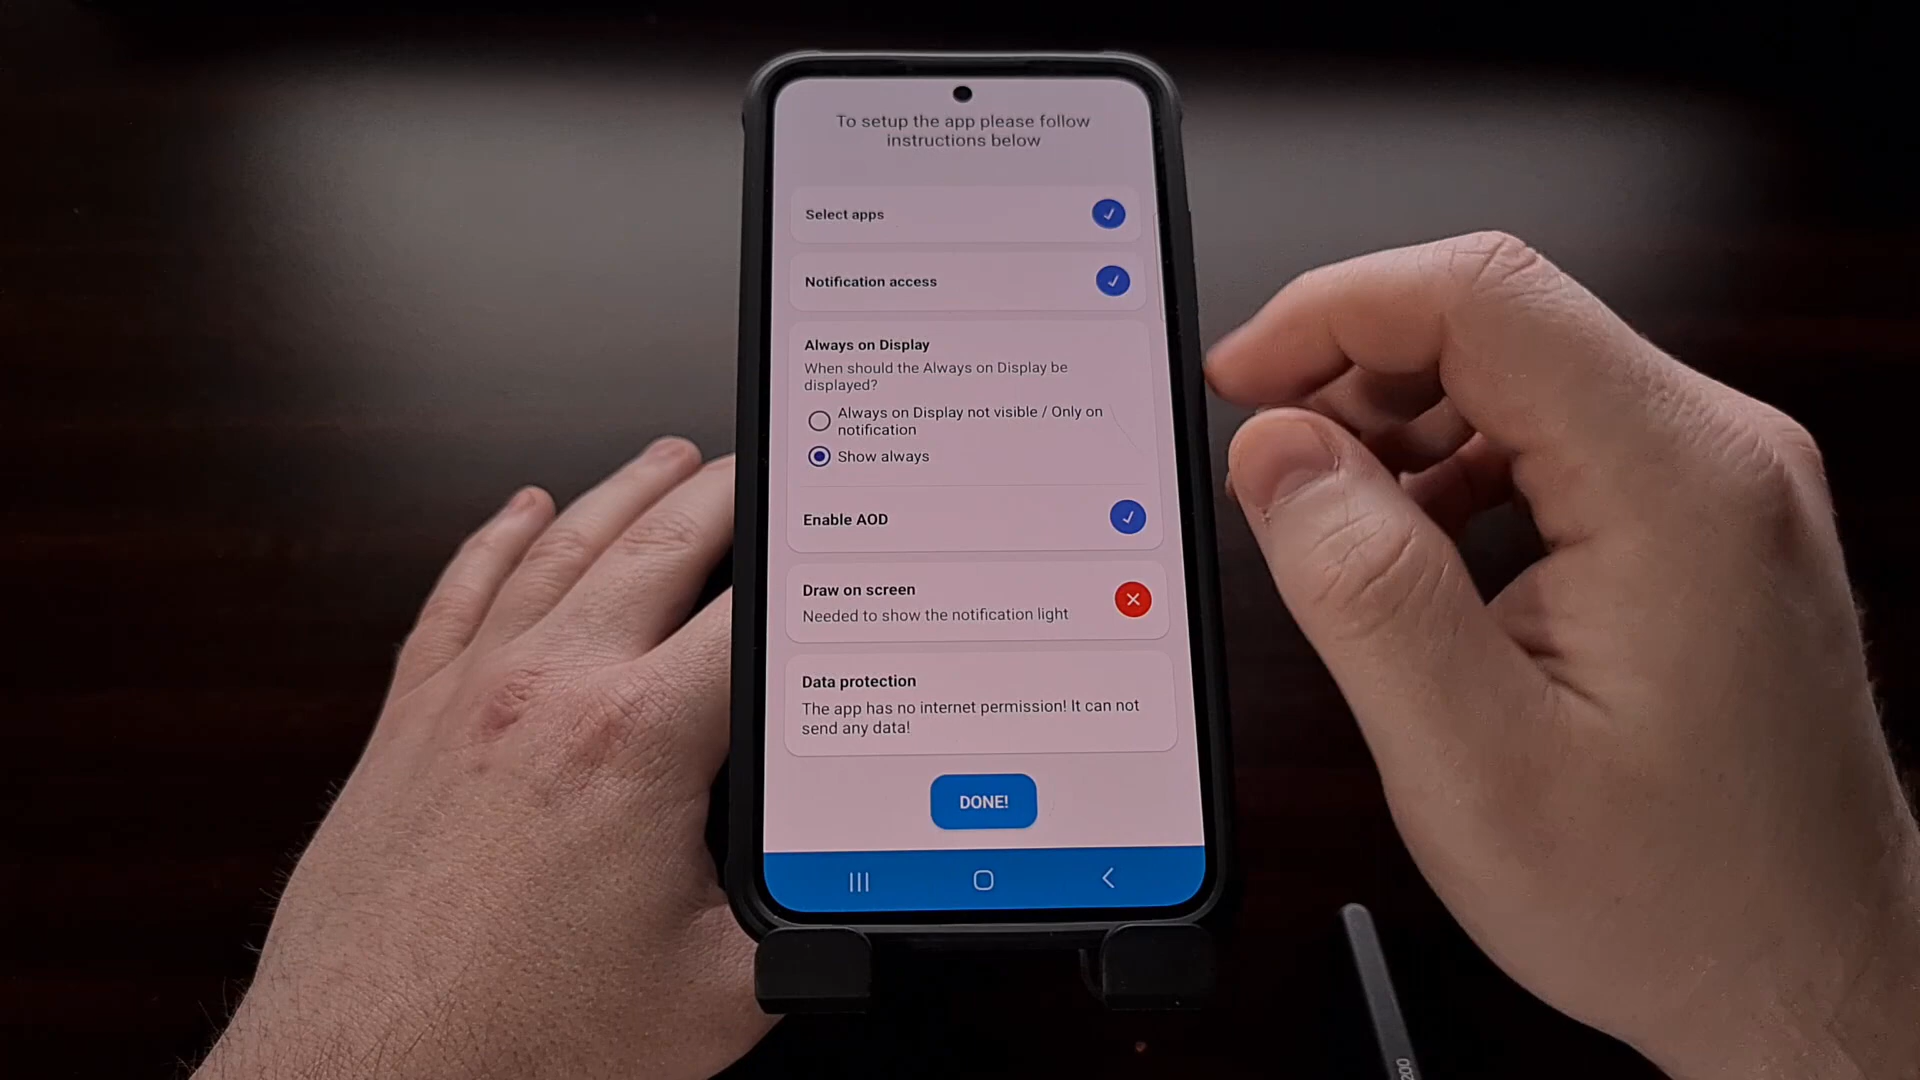 To setup the app please follow
instructions below
Select apps
Notification access
Always on Display
When should the Always on Display be
displayed?
Always on Display not visible / Only on
notification
Show always
Enable AOD
Draw on screen
Needed to show the notification light
Data protection
The app has no internet permission! It can not
send any data!
DONE!
200